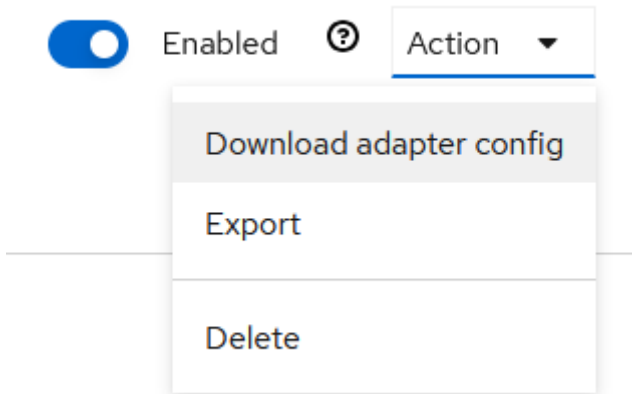 Enabled
Action
Download adapter config
Export
Delete